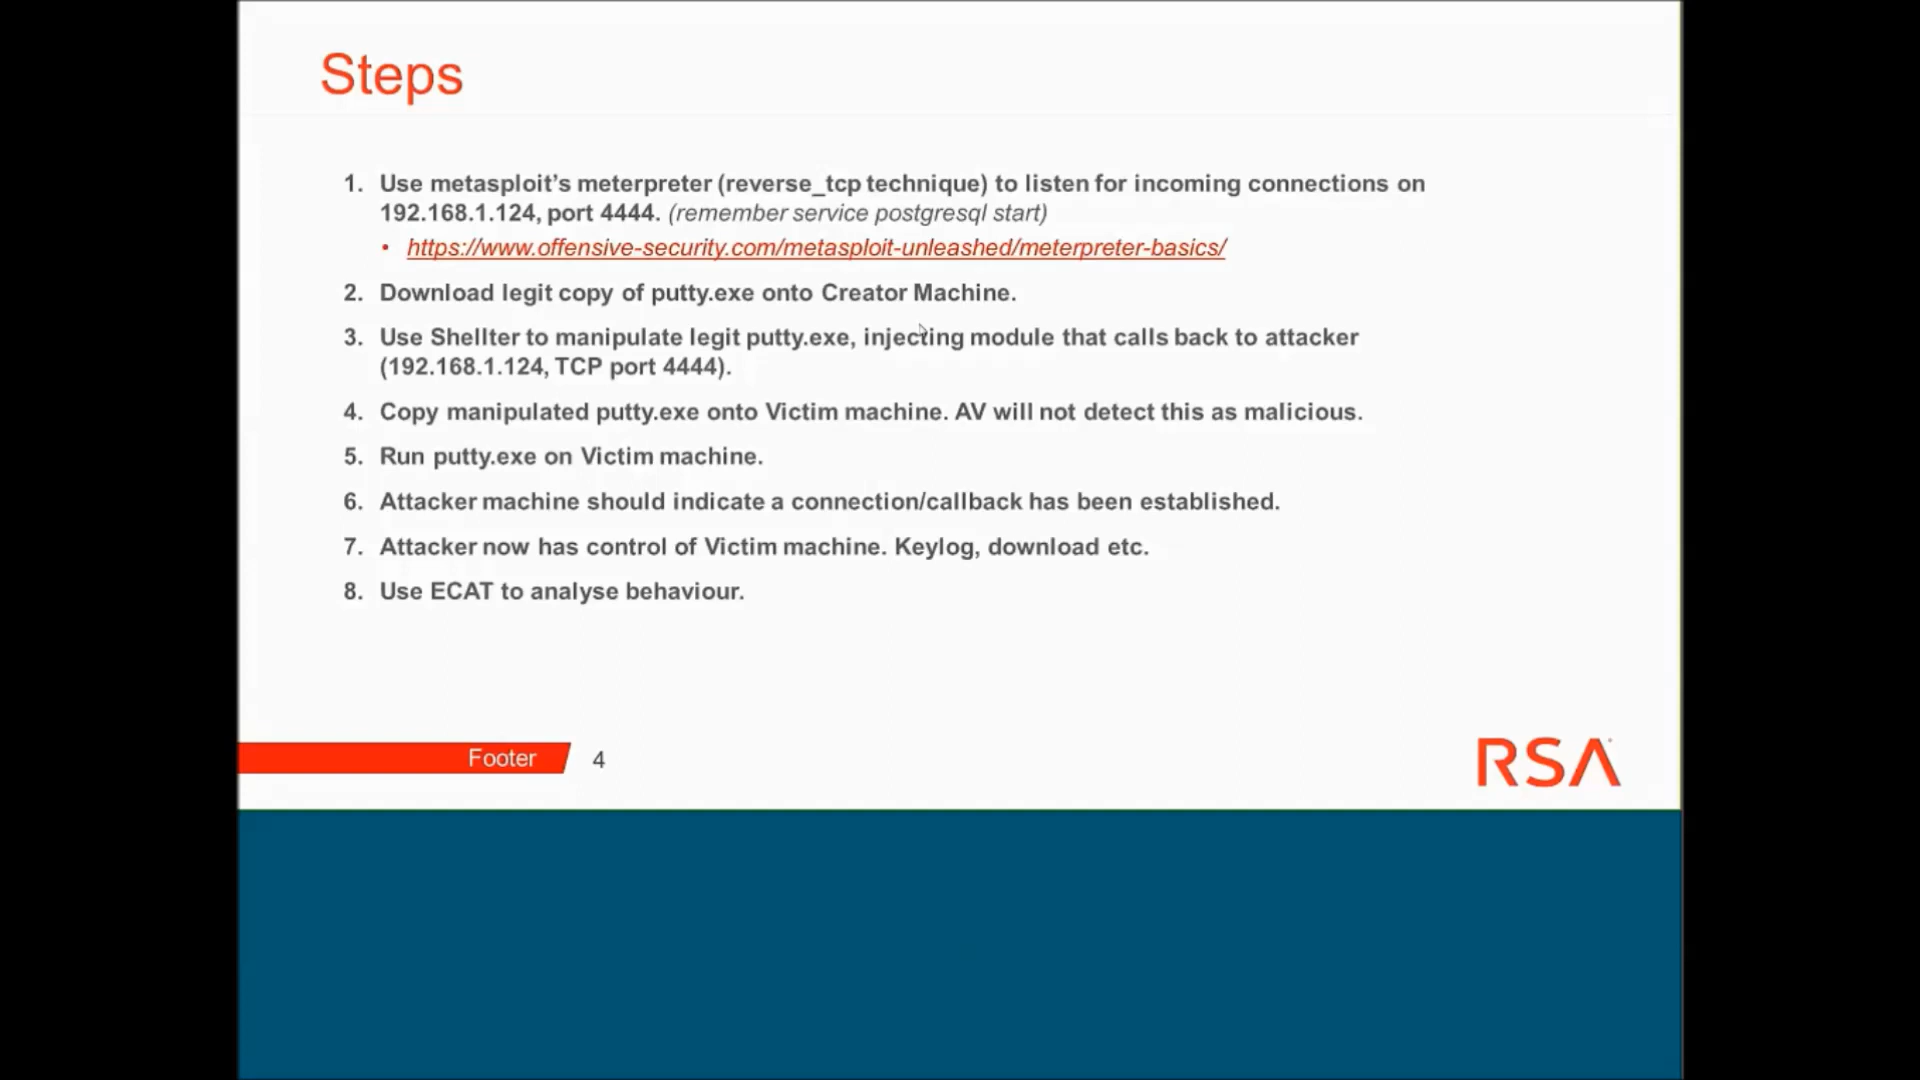 Steps
1. Use metasploit’s meterpreter (reverse_tcp technique) to listen for incoming connections on
192.168.1.124, port 4444. (remember service postgresql start)
• https://www.offensive-security.com/metasploit-unleashed/meterpreter-basics/
2. Download legit copy of putty.exe onto Creator Machine.
3. Use Shellter to manipulate legit putty.exe, injecting module that calls back to attacker
(192.168.1.124, TCP port 4444).
4. Copy manipulated putty.exe onto Victim machine. AV will not detect this as malicious.
5. Run putty.exe on Victim machine.
6. Attacker machine should indicate a connection/callback has been established.
7. Attacker now has control of Victim machine. Keylog, download etc.
8. Use ECAT to analyse behaviour.
Footer 4
RSA